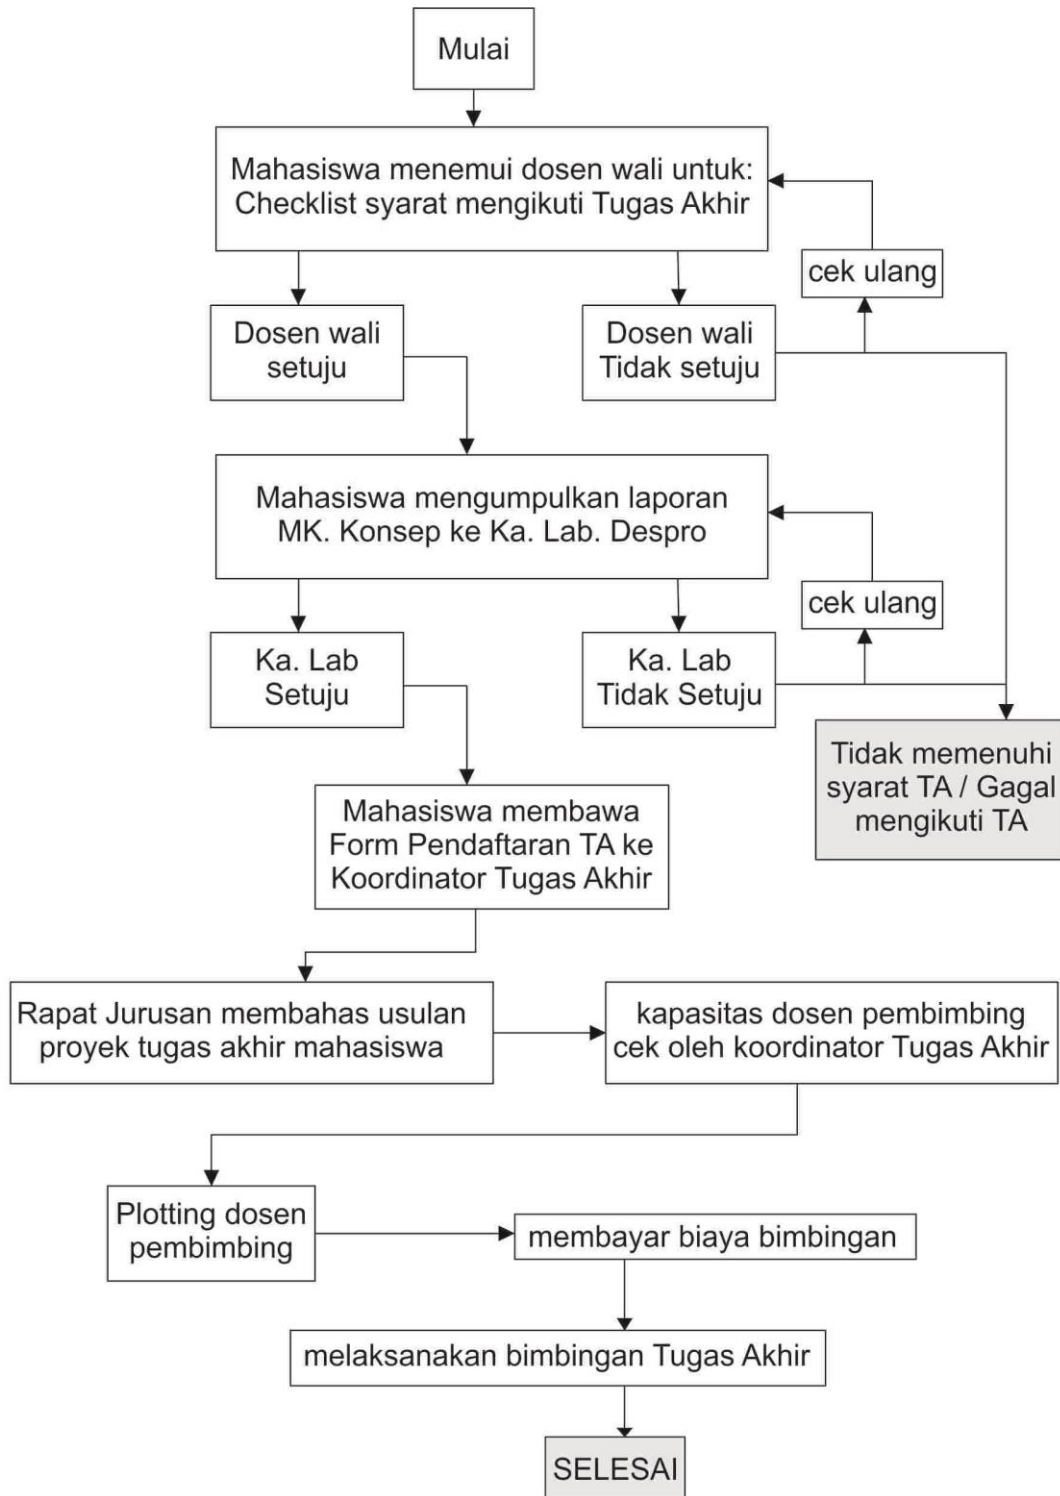 Mulai
Mahasiswa menemui dosen wali untuk:
Checklist syarat mengikuti Tugas Akhir
cek ulang
Dosen wali
setuju
Dosen wali
Tidak setuju
Mahasiswa mengumpulkan laporan
MK. Konsep ke Ka. Lab. Despro
cek ulang
Ka. Lab
Setuju
Ka. Lab
Tidak Setuju
Tidak memenuhi
syarat TA / Gagal
mengikuti TA
Mahasiswa membawa
Form Pendaftaran TA ke
Koordinator Tugas Akhir
Rapat Jurusan membahas usulan
proyek tugas akhir mahasiswa
kapasitas dosen pembimbing
cek oleh koordinator Tugas Akhir
Plotting dosen
pembimbing
membayar biaya bimbingan
melaksanakan bimbingan Tugas Akhir
SELESAI